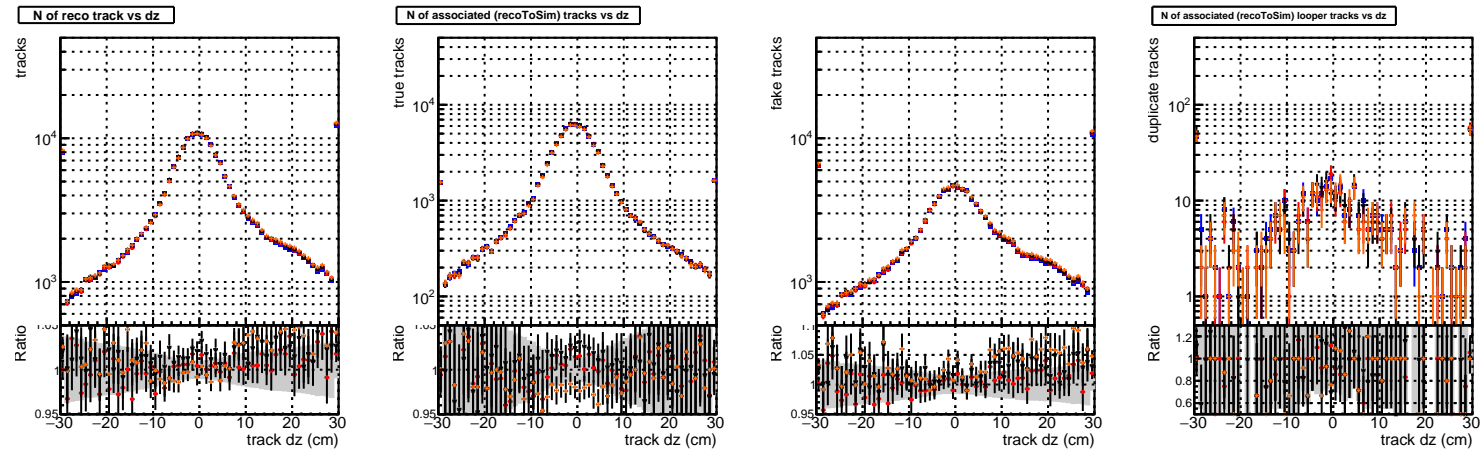 N of reco track vs dz
tracks
10^4
10^3
Ratio
1.05
1
0.95
−30 −20 −10 0 10 20 30
track dz (cm)
N of associated (recoToSim) tracks vs dz
true tracks
10^4
10^3
10^2
Ratio
1.05
1
0.95
−30 −20 −10 0 10 20 30
track dz (cm)
fake tracks
10^4
10^3
Ratio
1.1
1.05
1
0.95
−30 −20 −10 0 10 20 30
track dz (cm)
N of associated (recoToSim) looper tracks vs dz
duplicate tracks
10^2
10
1
Ratio
1.2
1.0
0.8
0.6
−30 −20 −10 0 10 20 30
track dz (cm)